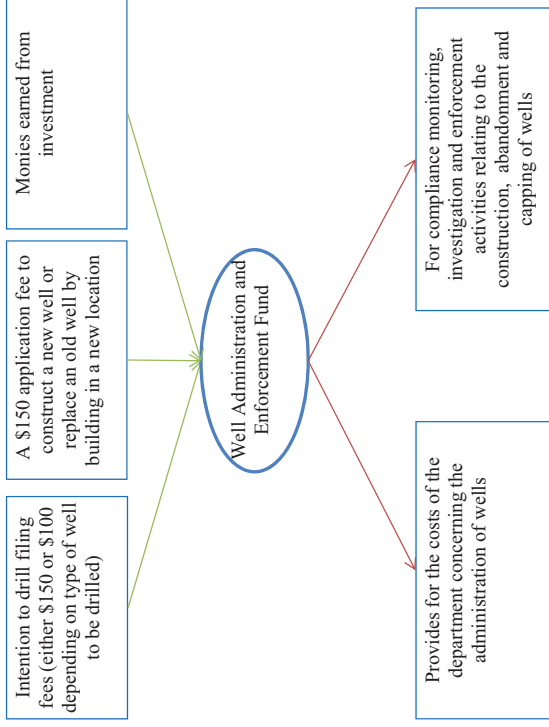 Intention to drill filing
fees (either $150 or $100
depending on type of well
to be drilled)
A $150 application fee to
construct a new well or
replace an old well by
building in a new location
Monies earned from
investment
Well Administration and
Enforcement Fund
Provides for the costs of the
department concerning the
administration of wells
For compliance monitoring,
investigation and enforcement
activities relating to the
construction, abandonment and
capping of wells